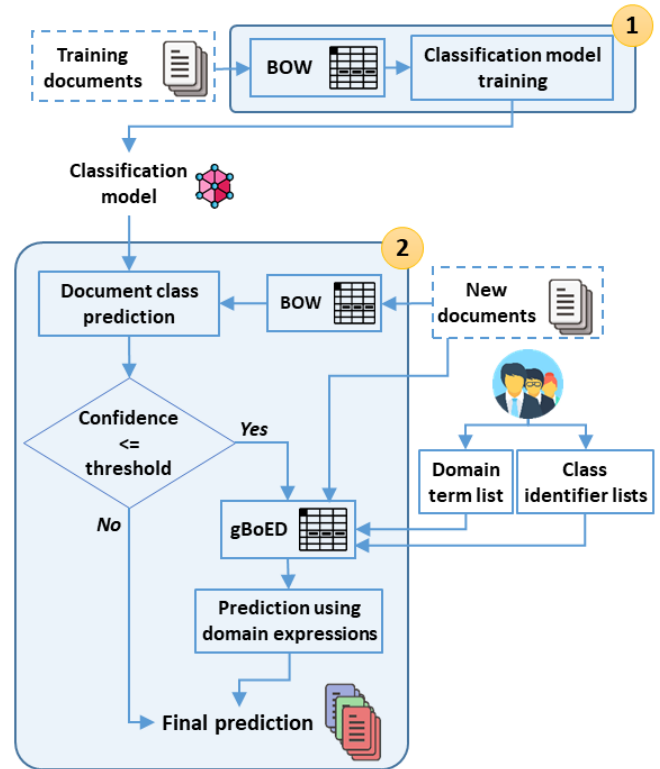 1
Training
documents
BOW
Classification model
training
Classification
model
2
Document class
prediction
BOW
New
documents
Confidence
<=
threshold
Yes
No
Domain
term list
Class
identifier lists
gBoED
Prediction using
domain expressions
Final prediction